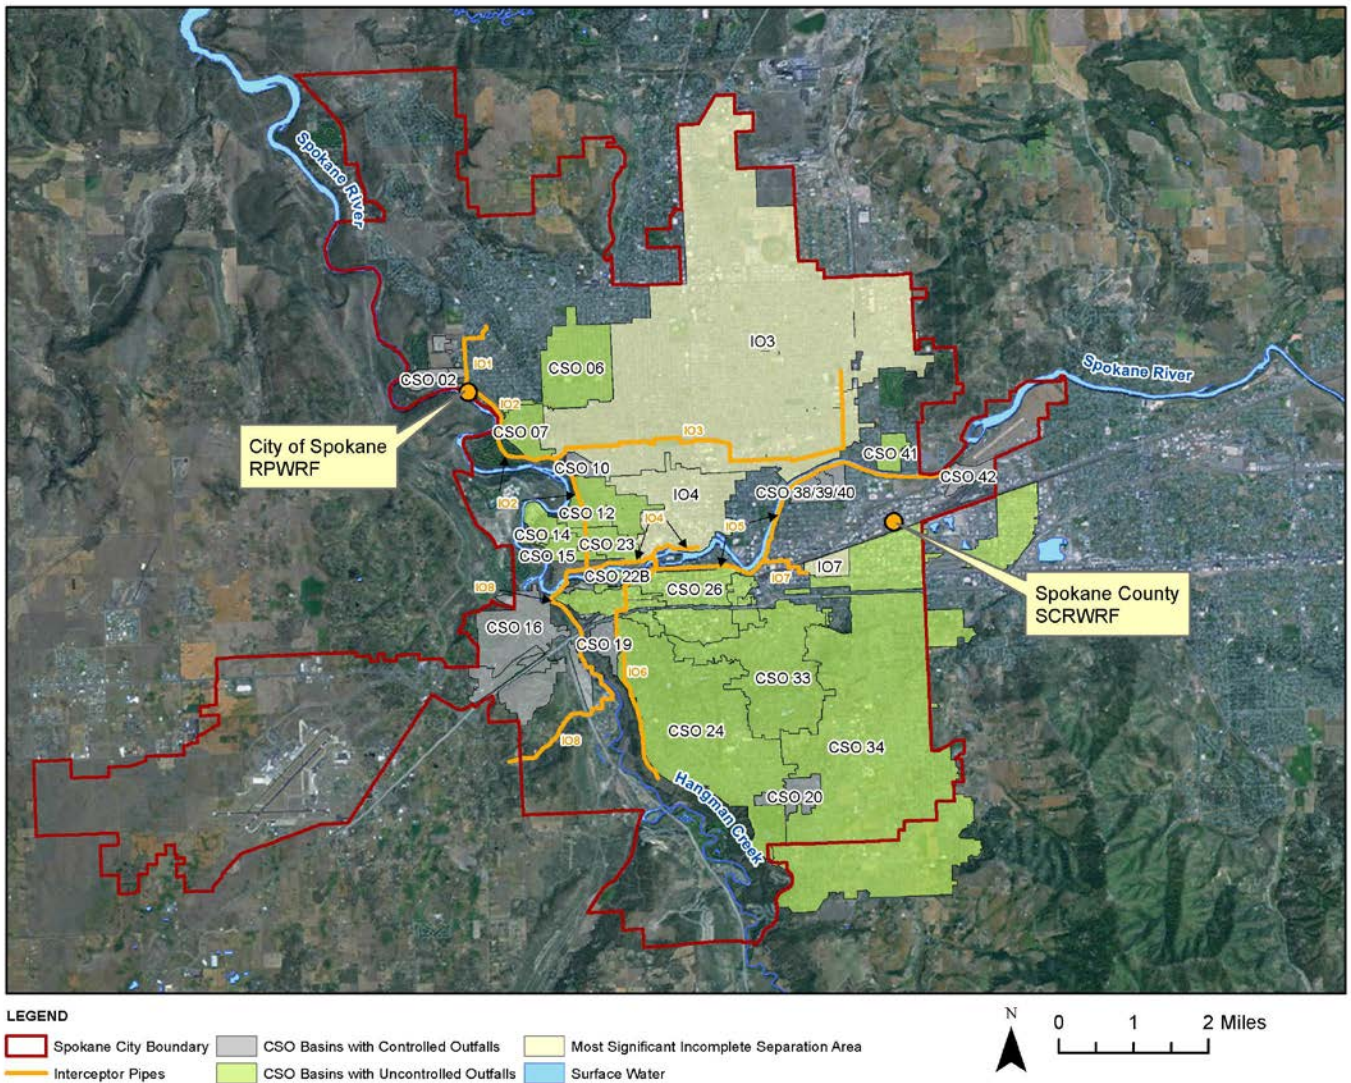 Spokane River
IO3
Spokane River
IO1
CSO 02
CSO 06
IO2
CSO 07
IO3
City of Spokane
RPWRF
CSO 41
CSO 10
CSO 42
IO2
IO4
CSO 38/39/40
CSO 12
IO4
IO5
CSO 14
CSO 23
CSO 15
IO7
CSO 22B
IO7
IO8
CSO 26
Spokane County
SCRWRF
CSO 16
CSO 19
IO6
CSO 33
CSO 24
IO8
CSO 34
CSO 20
Hangman Creek
LEGEND
Spokane City Boundary
CSO Basins with Controlled Outfalls
Most Significant Incomplete Separation Area
Interceptor Pipes
CSO Basins with Uncontrolled Outfalls
Surface Water
N
0 1 2 Miles